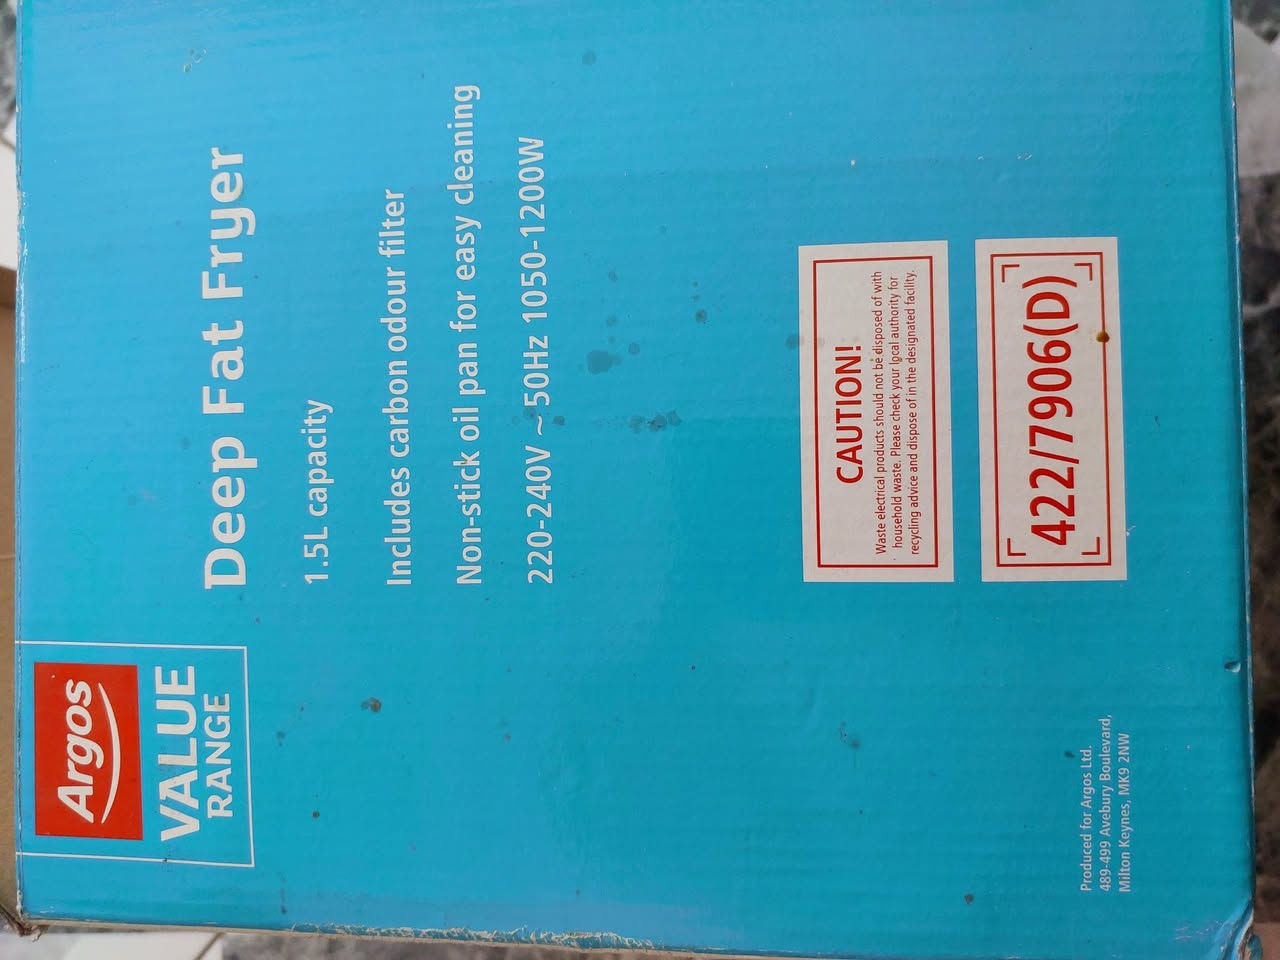 Argos
VALUE
RANGE
Deep Fat Fryer
1.5L capacity
Includes carbon odour filter
Non-stick oil pan for easy cleaning
220-240V ~ 50Hz 1050-1200W
CAUTION!
Waste electrical products should not be disposed of with
household waste. Please check your local authority for
recycling advice and dispose of in the designated facility.
422/7906(D)
Produced for Argos Ltd.
489-499 Avebury Boulevard,
Milton Keynes, MK9 2NW